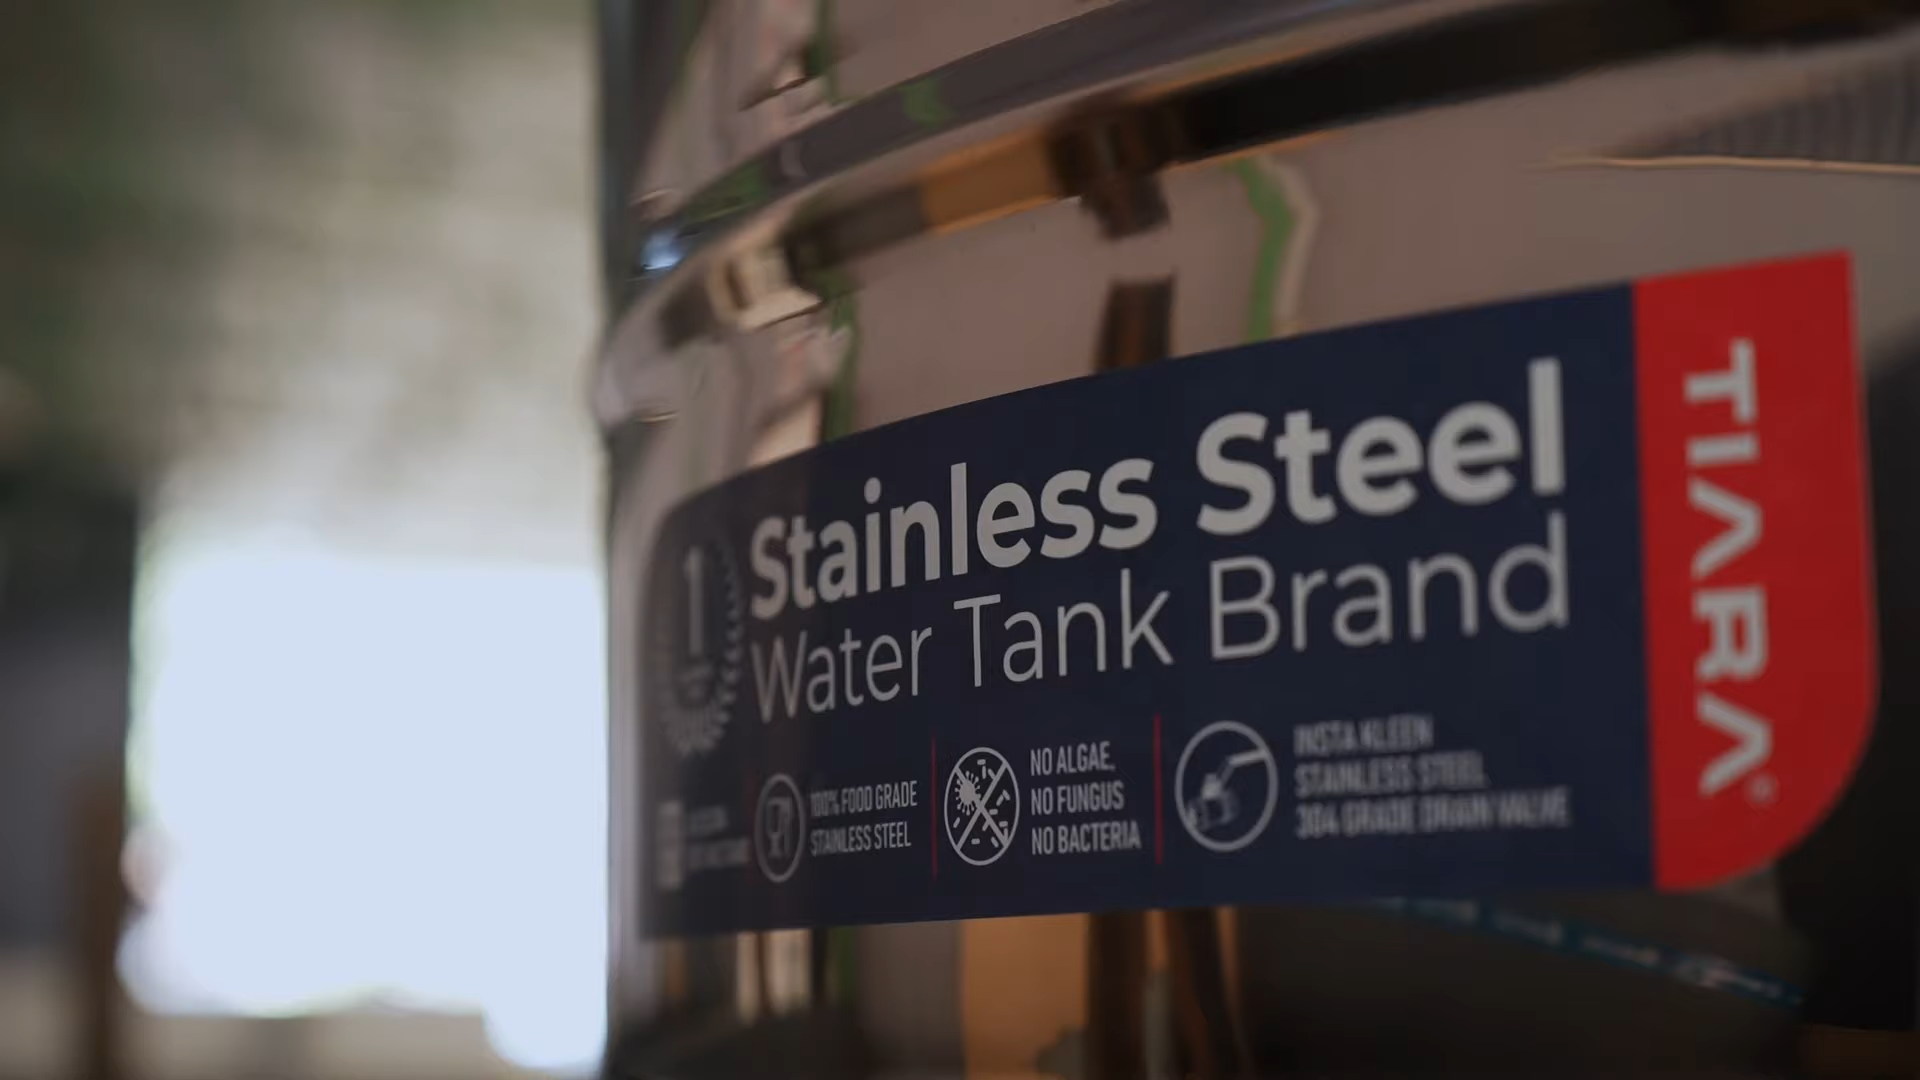 1
Stainless Steel
Water Tank Brand
100% FOOD GRADE
STAINLESS STEEL
NO ALGAE,
NO FUNGUS
NO BACTERIA
INSTA KLEEN
STAINLESS STEEL
304 GRADE DRAIN VALVE
TIARA®